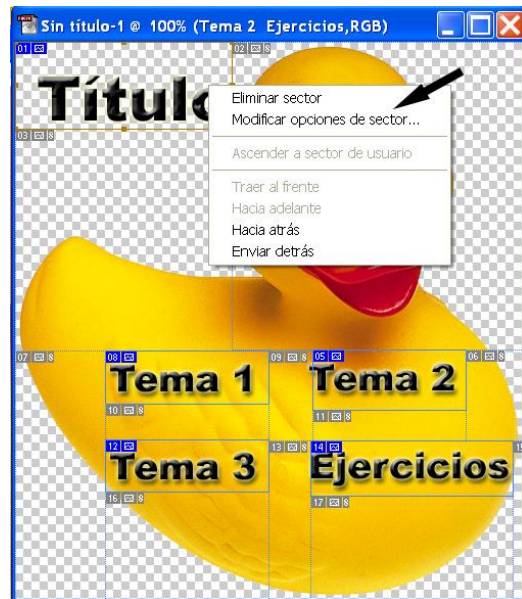 Sin título-1 @ 100% (Tema 2 Ejercicios,RGB)
01 02
Título
03
Eliminar sector
Modificar opciones de sector...
Ascender a sector de usuario
Traer al frente
Hacia adelante
Hacia atrás
Enviar detrás
07 08 09 05 06
Tema 1 Tema 2
10 11
12 13 14 15
Tema 3 Ejercicios
16 17